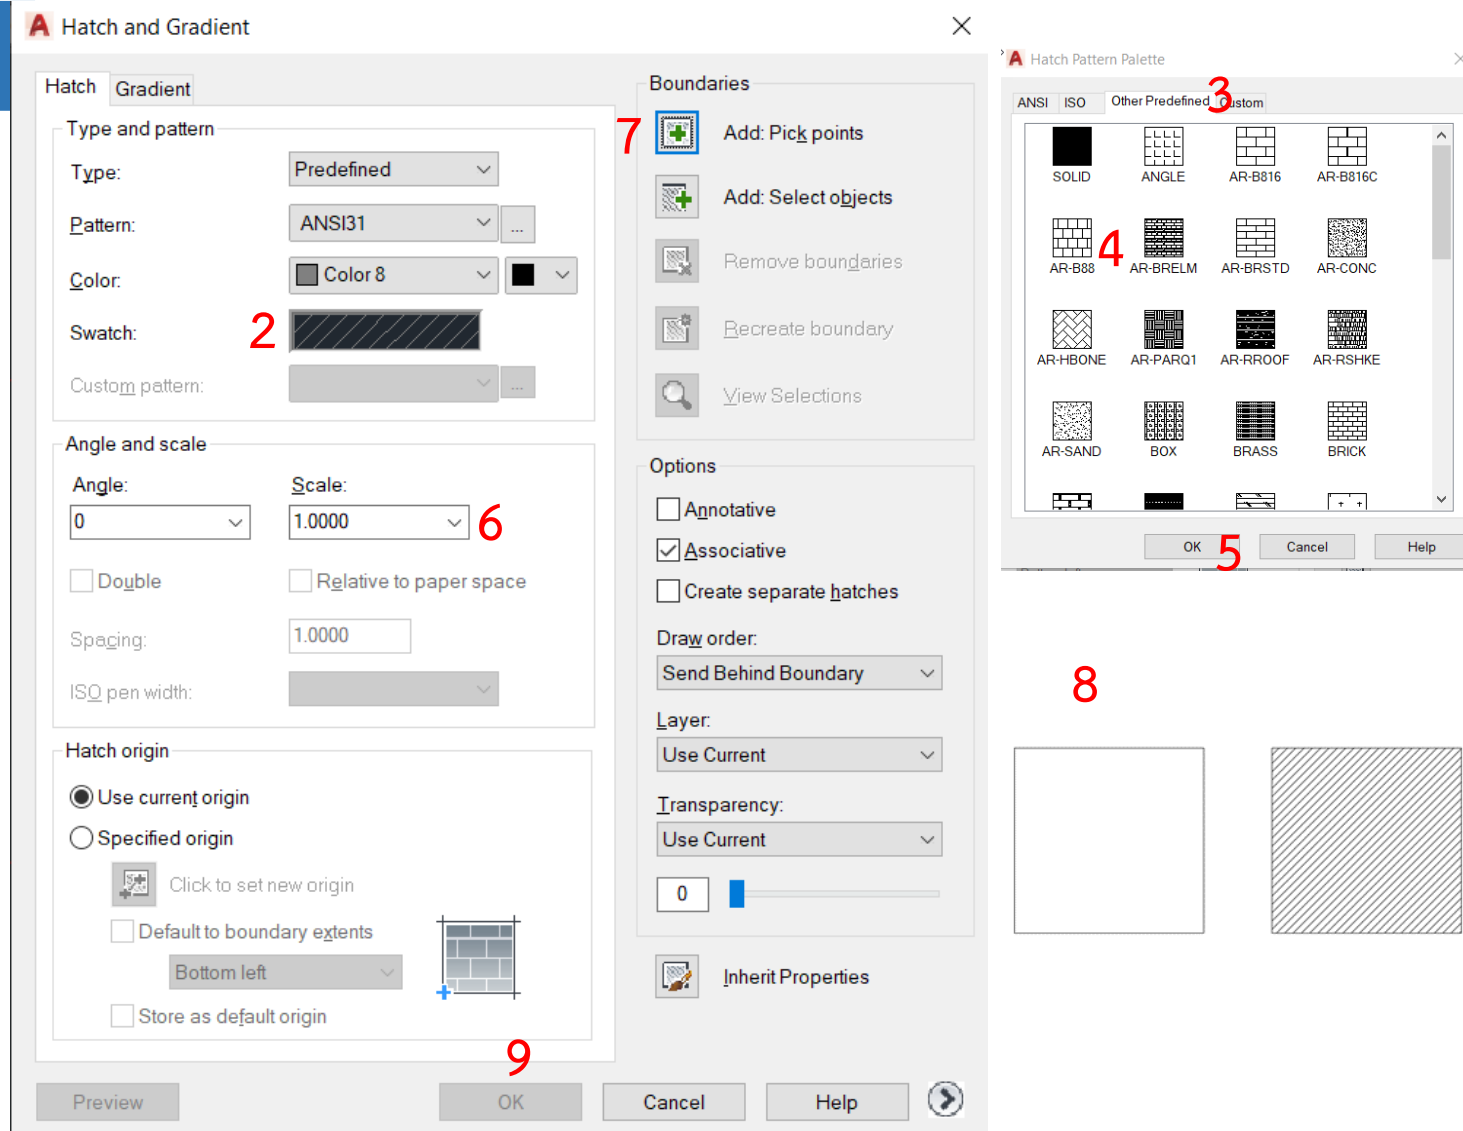 Hatch and Gradient
Hatch
Gradient
Type and pattern
Type:
Predefined
Pattern:
ANSI31
...
Color:
Color 8
Swatch:
2
Custom pattern:
...
Angle and scale
Angle:
Scale:
0
1.0000
6
Double
Relative to paper space
Spacing:
1.0000
ISO pen width:
Hatch origin
Use current origin
Specified origin
Click to set new origin
Default to boundary extents
Bottom left
Store as default origin
9
Preview
OK
Cancel
Help
Boundaries
7
Add: Pick points
Add: Select objects
Remove boundaries
Recreate boundary
View Selections
Options
Annotative
Associative
Create separate hatches
Draw order:
Send Behind Boundary
Layer:
Use Current
Transparency:
Use Current
0
Inherit Properties
Hatch Pattern Palette
3
ANSI
ISO
Other Predefined
Custom
SOLID
ANGLE
AR-B816
AR-B816C
4
AR-B88
AR-BRELM
AR-BRSTD
AR-CONC
AR-HBONE
AR-PARQ1
AR-RROOF
AR-RSHKE
AR-SAND
BOX
BRASS
BRICK
OK
5
Cancel
Help
8